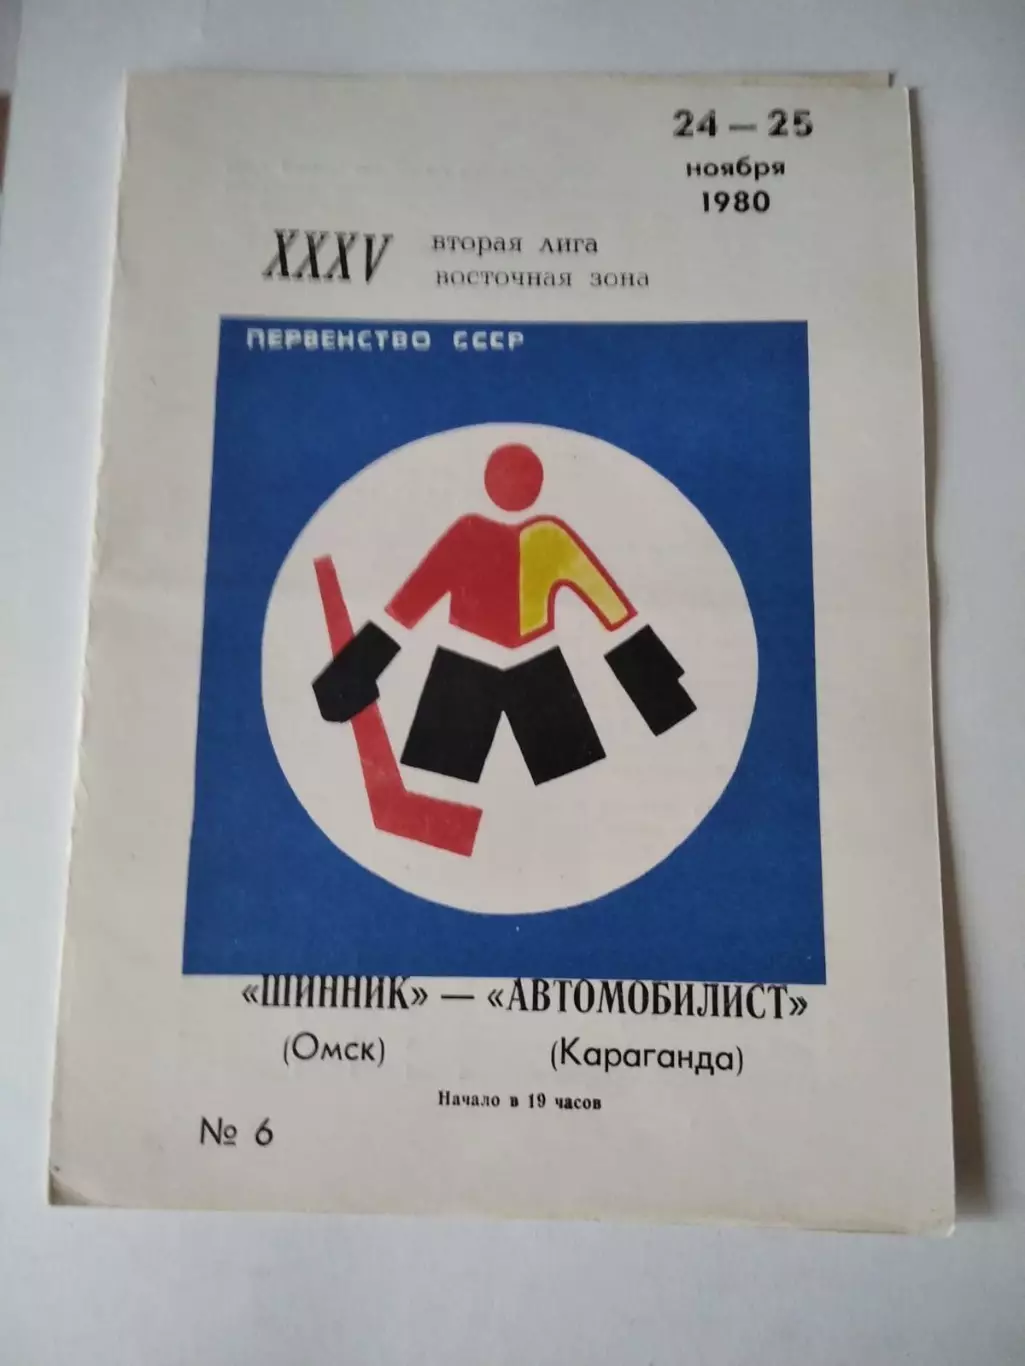 24 — 25
ноября
1980
XXXV вторая лига
восточная зона
ПЕРВЕНСТВО СССР
«ШИННИК» — «АВТОМОБИЛИСТ»
(Омск) (Караганда)
Начало в 19 часов
№ 6